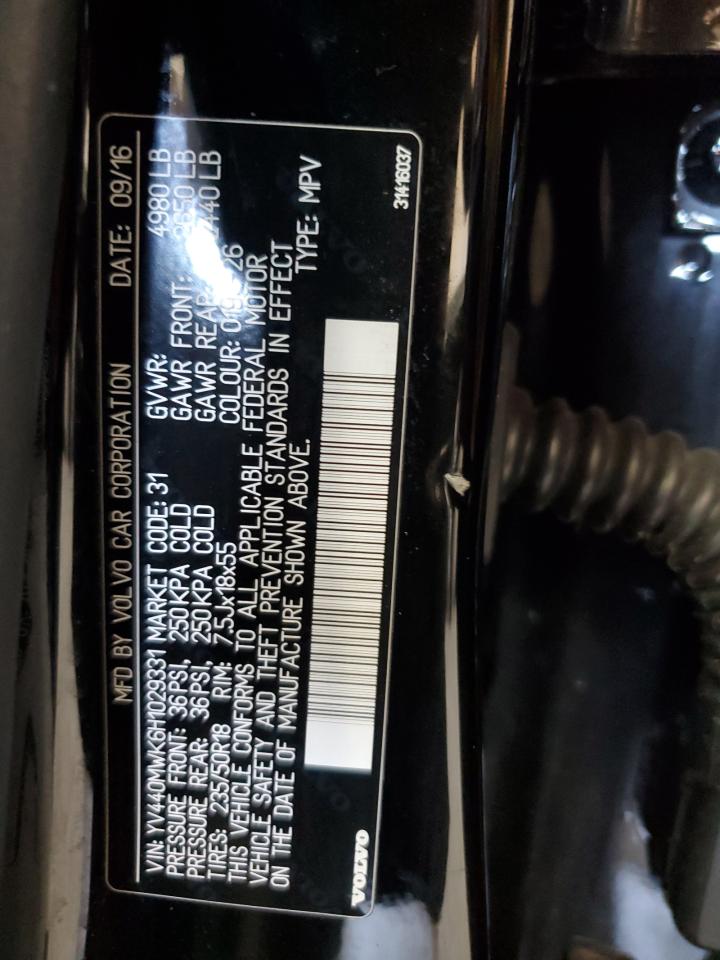 MFD BY VOLVO CAR CORPORATION DATE: 09/16
VIN: YV440MWK6H1029331 MARKET CODE: 31 GVWR: 4980 LB
PRESSURE FRONT: 36PSI, 250KPA COLD GAWR FRONT: LB
PRESSURE REAR: 36PSI, 250KPA COLD GAWR REAR: LB
TIRES: 235/50R18 RIM: 7.5Jx18x55 COLOUR:
THIS VEHICLE CONFORMS TO ALL APPLICABLE FEDERAL MOTOR
VEHICLE SAFETY AND THEFT PREVENTION STANDARDS IN EFFECT
ON THE DATE OF MANUFACTURE SHOWN ABOVE. TYPE: MPV
VOLVO 31416037